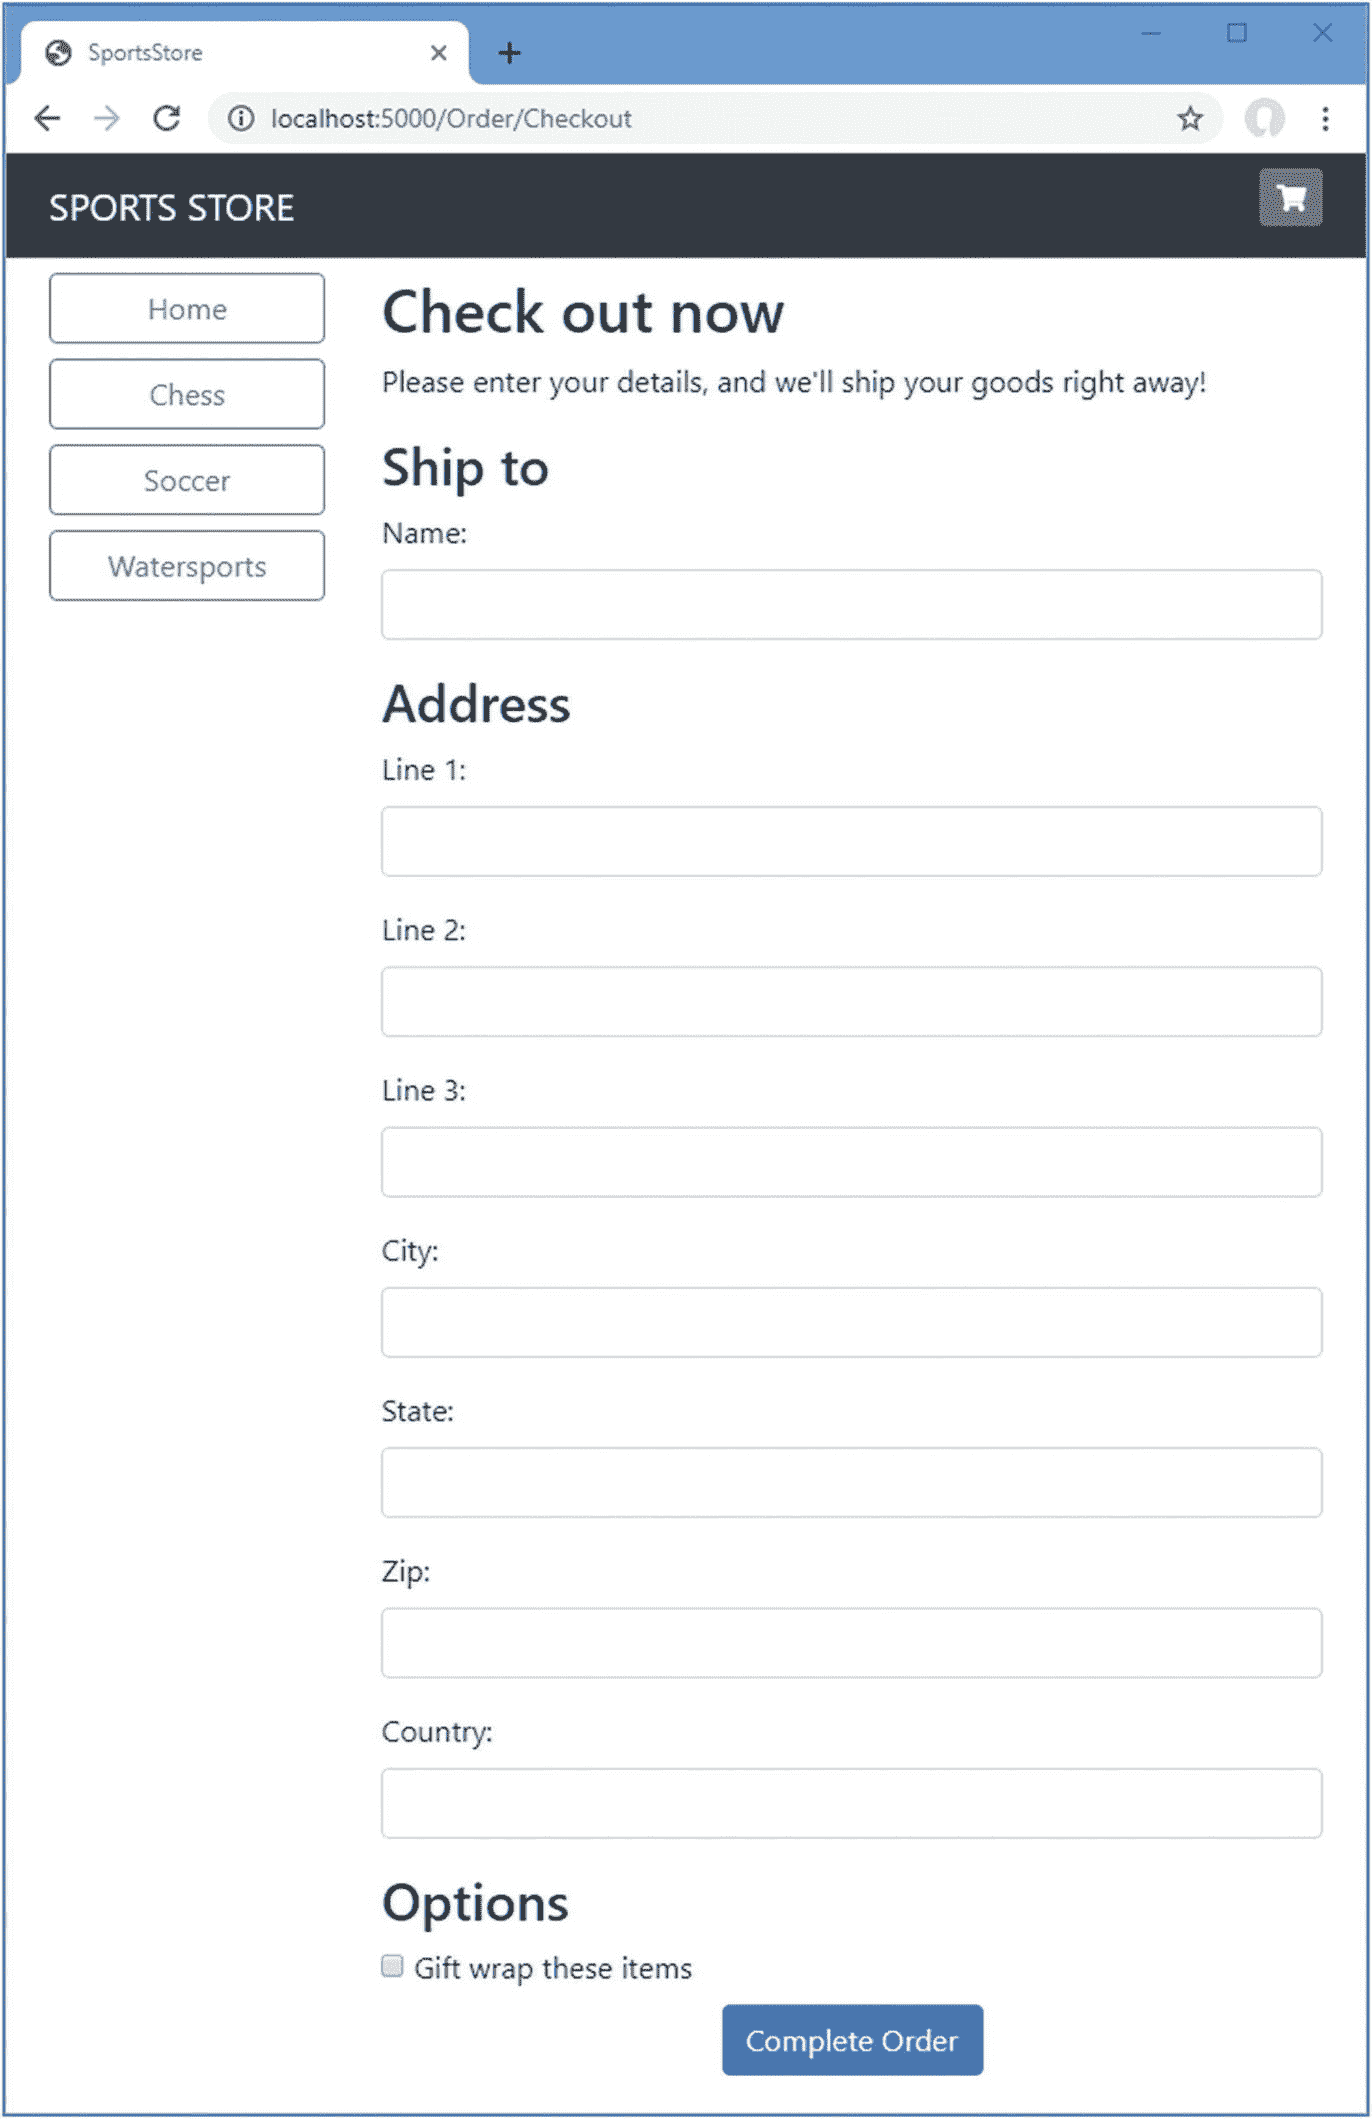 SportsStore
localhost:5000/Order/Checkout
SPORTS STORE
Home
Chess
Soccer
Watersports
Check out now
Please enter your details, and we'll ship your goods right away!
Ship to
Name:
Address
Line 1:
Line 2:
Line 3:
City:
State:
Zip:
Country:
Options
Gift wrap these items
Complete Order